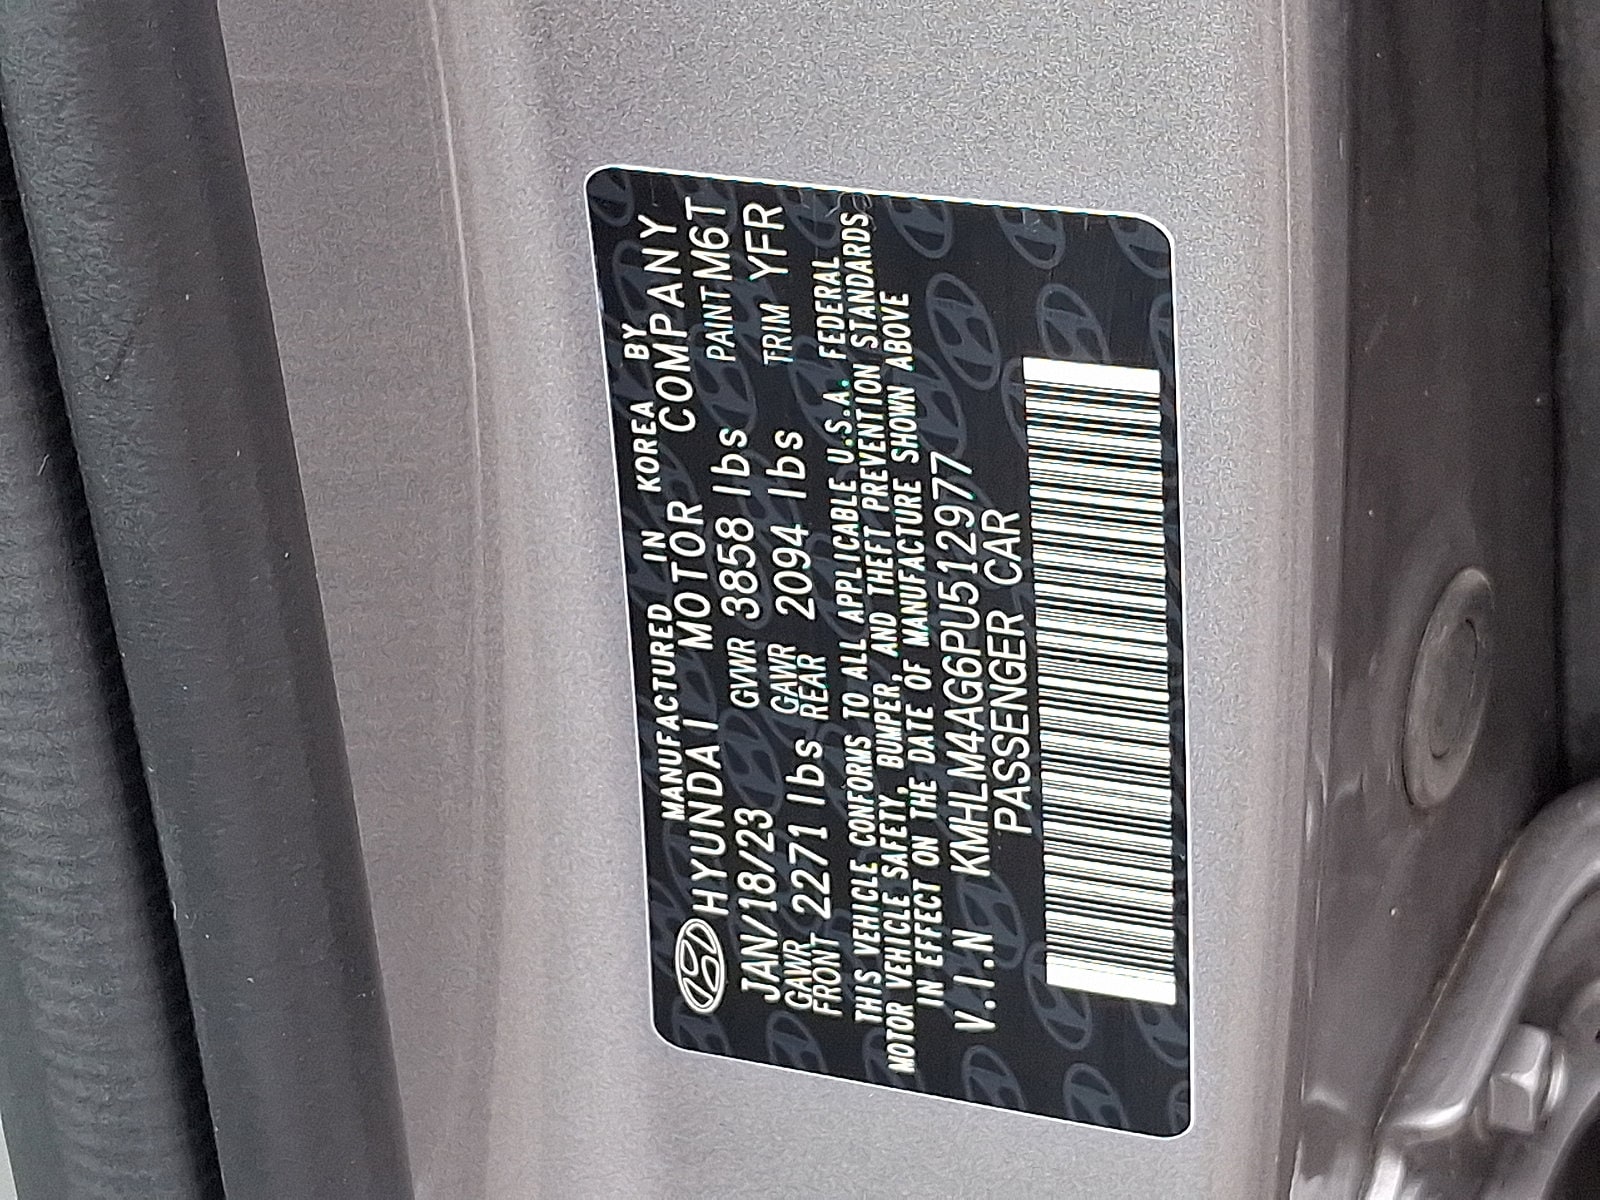 MANUFACTURED IN KOREA BY
HYUNDAI MOTOR COMPANY
JAN/18/23 GVWR 3858 lbs PAINT M6T
GAWR FRONT 2271 lbs GAWR REAR 2094 lbs TRIM YFR
THIS VEHICLE CONFORMS TO ALL APPLICABLE U.S.A. FEDERAL
MOTOR VEHICLE SAFETY, BUMPER, AND THEFT PREVENTION STANDARDS
IN EFFECT ON THE DATE OF MANUFACTURE SHOWN ABOVE
V.I.N KMHLM4AG6PU512977
PASSENGER CAR